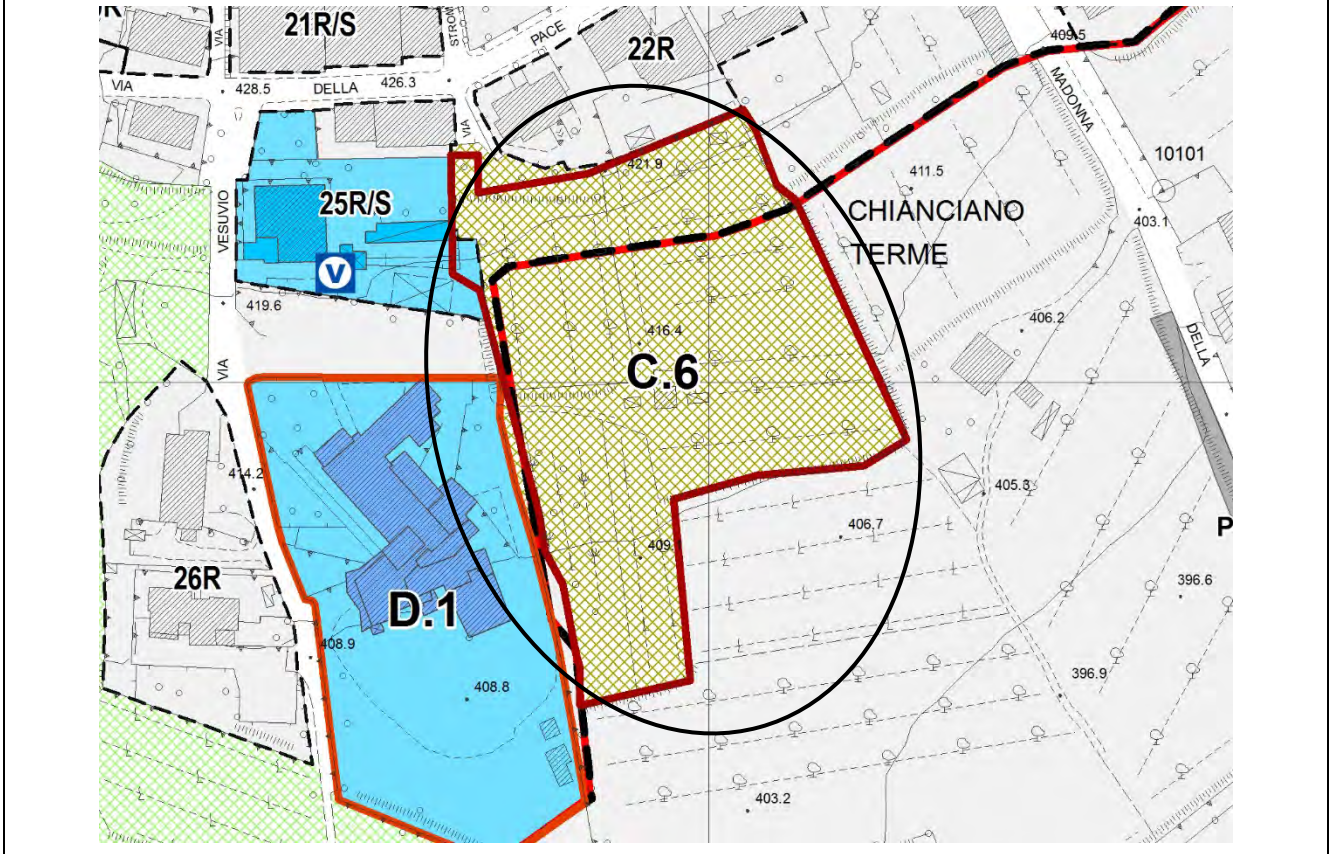 21R/S
STROM
PACE
22R
409.5
VIA
VIA
428.5
DELLA
426.3
MADONNA
VIA
421.9
411.5
10101
25R/S
VESUVIO
CHIANCIANO
TERME
403.1
V
419.6
416.4
406.2
DELLA
VIA
C.6
414.2
405.3
406.7
P
409
26R
D.1
396.6
408.9
408.8
396.9
403.2